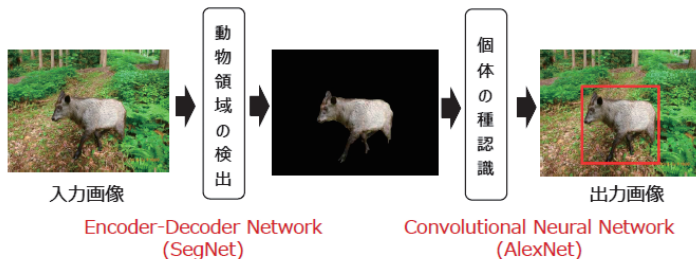 動物領域の検出
個体の種認識
入力画像
出力画像
Encoder-Decoder Network
(SegNet)
Convolutional Neural Network
(AlexNet)